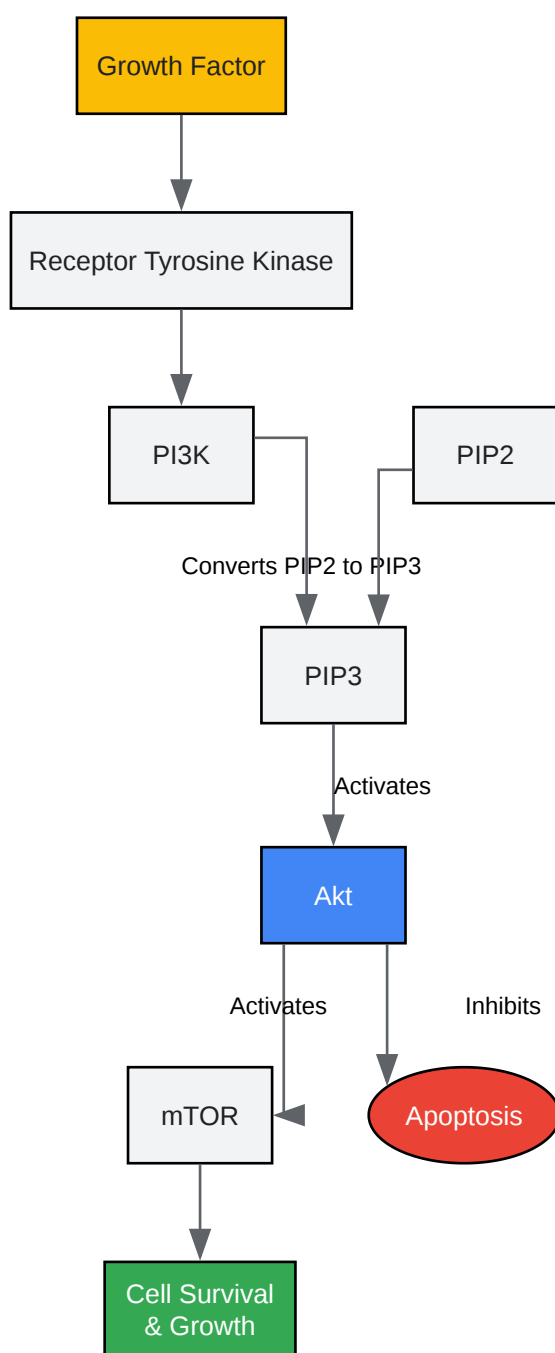 Growth Factor
Receptor Tyrosine Kinase
PI3K
PIP2
Converts PIP2 to PIP3
PIP3
Activates
Akt
Activates
Inhibits
mTOR
Apoptosis
Cell Survival
& Growth